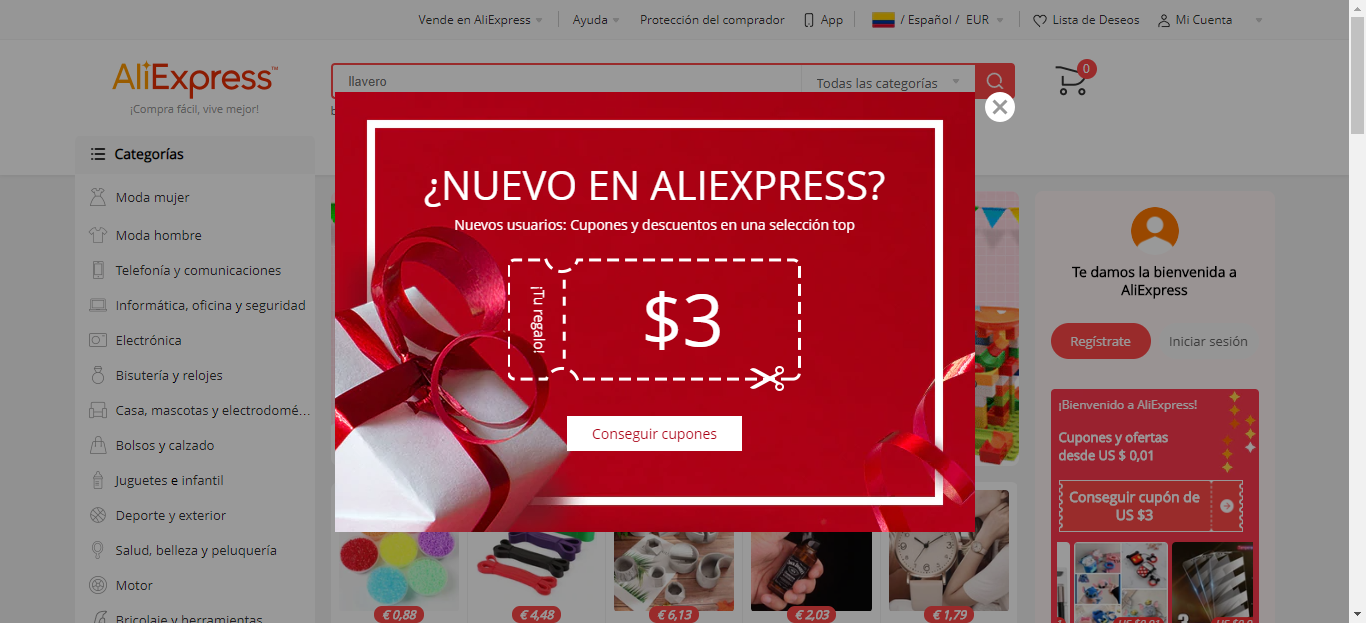 Vende en AliExpress
Ayuda
Protección del comprador
App
/ Español / EUR
Lista de Deseos
Mi Cuenta
AliExpress™
¡Compra fácil, vive mejor!
llavero
Todas las categorías
0
Categorías
Moda mujer
Moda hombre
Telefonía y comunicaciones
Informática, oficina y seguridad
Electrónica
Bisutería y relojes
Casa, mascotas y electrodomé...
Bolsos y calzado
Juguetes e infantil
Deporte y exterior
Salud, belleza y peluquería
Motor
Bricolaje y herramientas
¿NUEVO EN ALIEXPRESS?
Nuevos usuarios: Cupones y descuentos en una selección top
¡Tu regalo!
$3
Conseguir cupones
€ 0,88
€ 4,48
€ 6,13
€ 2,03
€ 1,79
Te damos la bienvenida a
AliExpress
Regístrate
Iniciar sesión
¡Bienvenido a AliExpress!
Cupones y ofertas
desde US $ 0,01
Conseguir cupón de
US $3